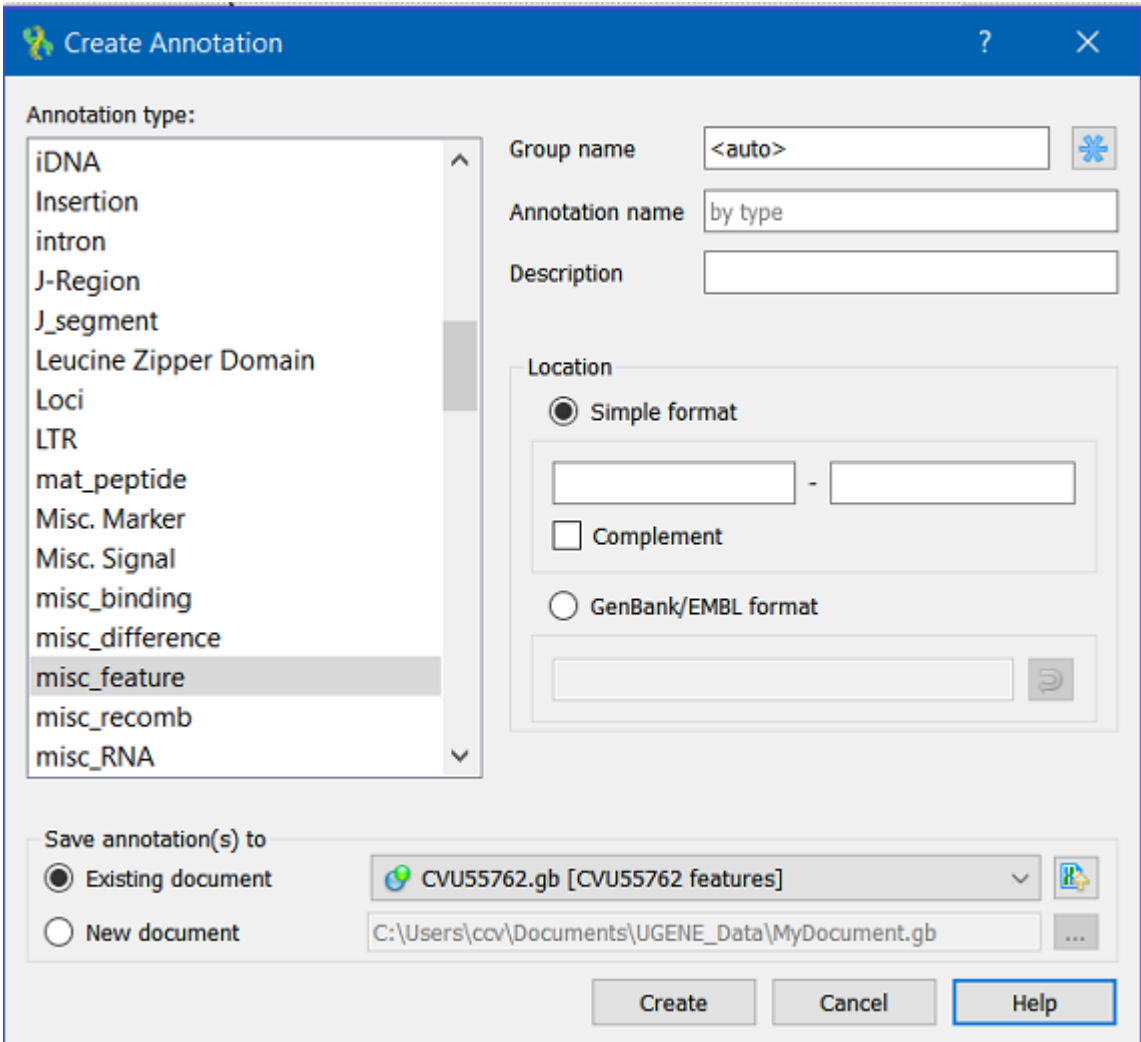 Create Annotation
?
Annotation type:
iDNA
Insertion
intron
J-Region
J_segment
Leucine Zipper Domain
Loci
LTR
mat_peptide
Misc. Marker
Misc. Signal
misc_binding
misc_difference
misc_feature
misc_recomb
misc_RNA
Group name
<auto>
Annotation name
by type
Description
Location
Simple format
-
Complement
GenBank/EMBL format
Save annotation(s) to
Existing document
CVU55762.gb [CVU55762 features]
New document
C:\Users\ccv\Documents\UGENE_Data\MyDocument.gb
...
Create
Cancel
Help